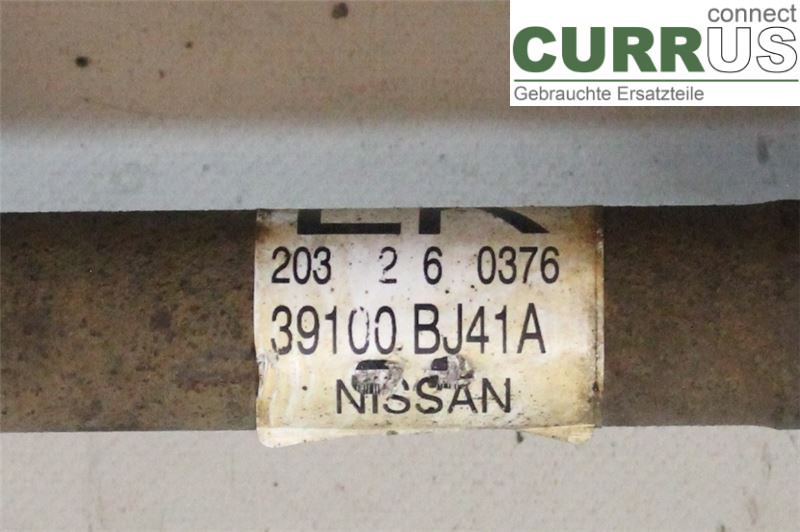 connect
CURRUS
Gebrauchte Ersatzteile
203 2 6 0376
39100 BJ41A
NISSAN